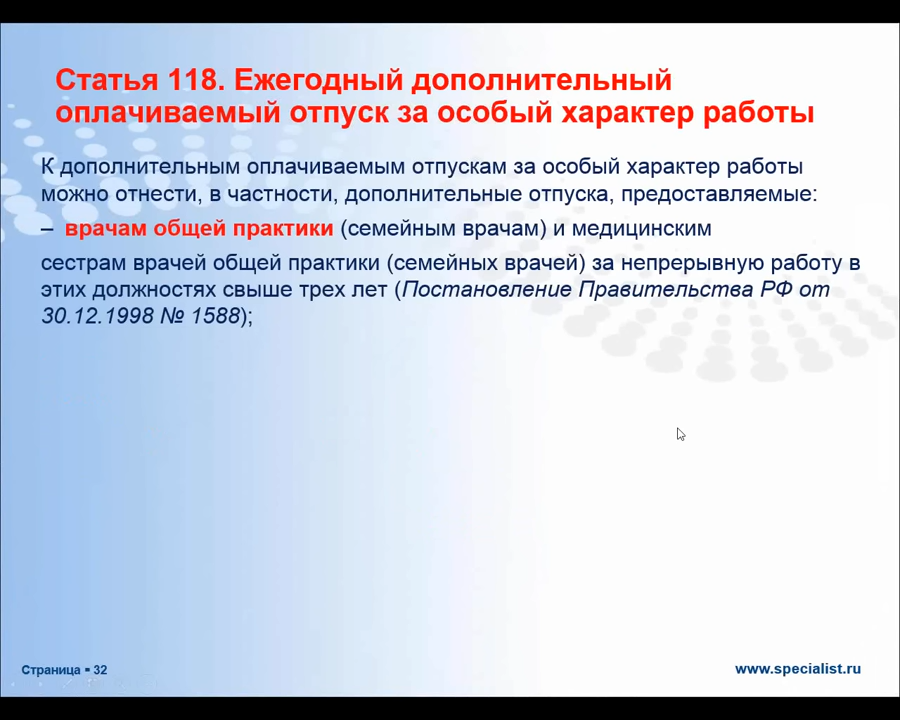 Статья 118. Ежегодный дополнительный
оплачиваемый отпуск за особый характер работы
К дополнительным оплачиваемым отпускам за особый характер работы
можно отнести, в частности, дополнительные отпуска, предоставляемые:
– врачам общей практики (семейным врачам) и медицинским
сестрам врачей общей практики (семейных врачей) за непрерывную работу в
этих должностях свыше трех лет (Постановление Правительства РФ от
30.12.1998 № 1588);
Страница ▪ 32
www.specialist.ru